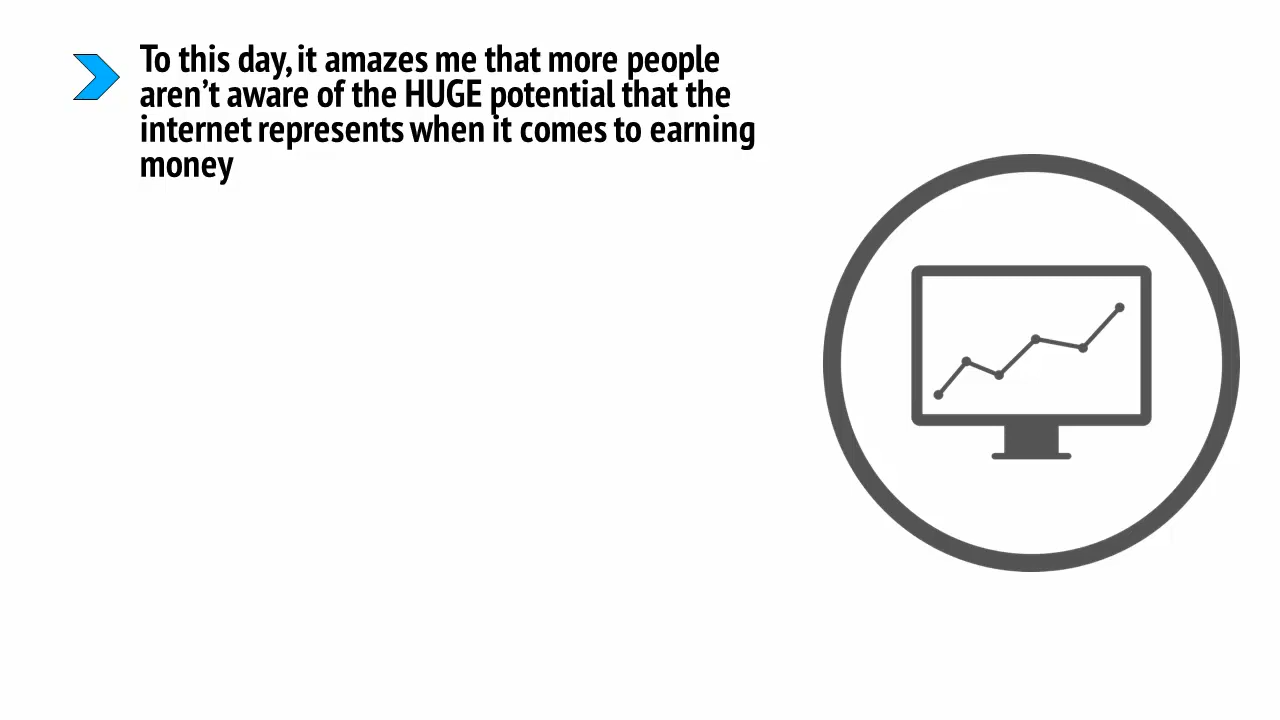 To this day, it amazes me that more people
aren’t aware of the HUGE potential that the
internet represents when it comes to earning
money